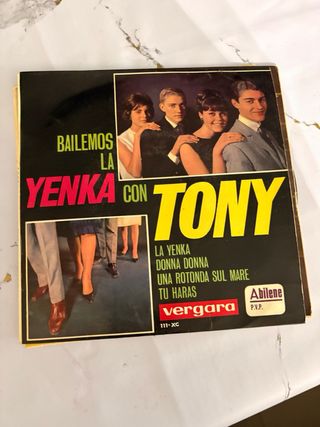 BAILEMOS
LA
YENKA CON TONY
LA YENKA
DONNA DONNA
UNA ROTONDA SUL MARE
TU HARAS
vergara
111-XC
Abilene
P.V.P.